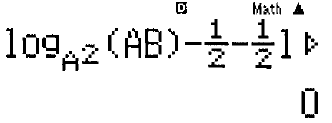 D Math ▲
log_A²(AB)-1/2-1/2l▷
0